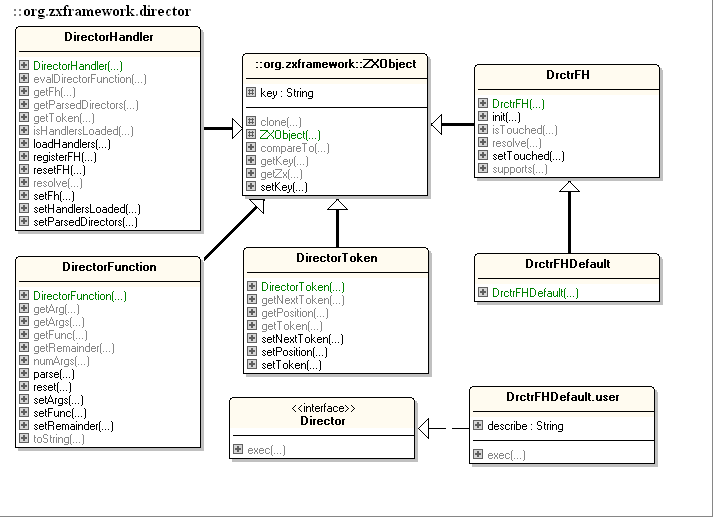 ::org.zxframework.director
DirectorHandler
DirectorHandler(...)
evalDirectorFunction(...)
getFh(...)
getParsedDirectors(...)
getToken(...)
isHandlersLoaded(...)
loadHandlers(...)
registerFH(...)
resetFH(...)
resolve(...)
setFh(...)
setHandlersLoaded(...)
setParsedDirectors(...)
::org.zxframework::ZXObject
key : String
clone(...)
ZXObject(...)
compareTo(...)
getKey(...)
getZx(...)
setKey(...)
DrctrFH
DrctrFH(...)
init(...)
isTouched(...)
resolve(...)
setTouched(...)
supports(...)
DirectorFunction
DirectorFunction(...)
getArg(...)
getArgs(...)
getFunc(...)
getRemainder(...)
numArgs(...)
parse(...)
reset(...)
setArgs(...)
setFunc(...)
setRemainder(...)
toString(...)
DirectorToken
DirectorToken(...)
getNextToken(...)
getPosition(...)
getToken(...)
setNextToken(...)
setPosition(...)
setToken(...)
DrctrFHDefault
DrctrFHDefault(...)
<<interface>>
Director
exec(...)
DrctrFHDefault.user
describe : String
exec(...)